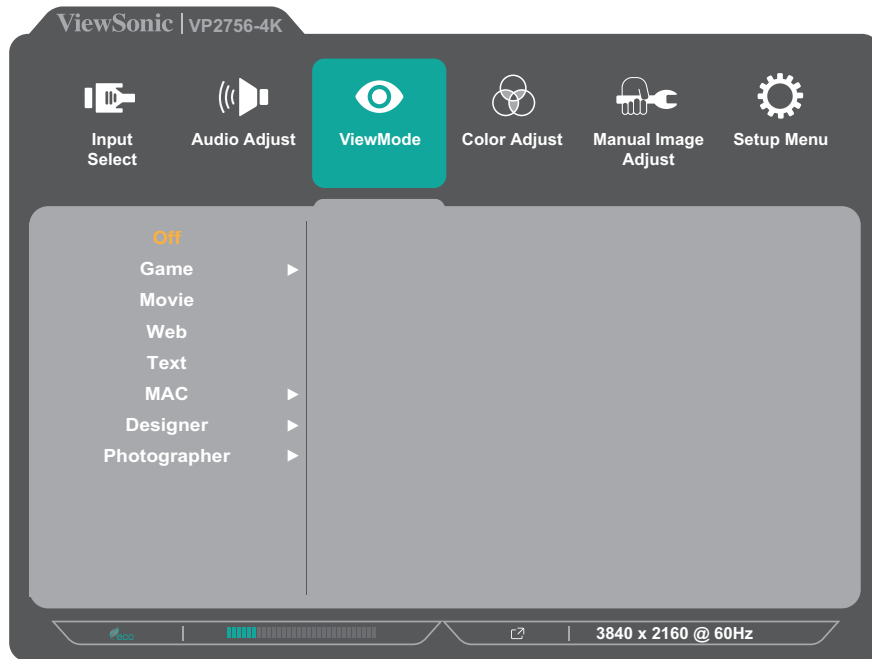 ViewSonic | VP2756-4K
Input
Select
Audio Adjust
ViewMode
Color Adjust
Manual Image
Adjust
Setup Menu
Off
Game
Movie
Web
Text
MAC
Designer
Photographer
eco
3840 x 2160 @ 60Hz